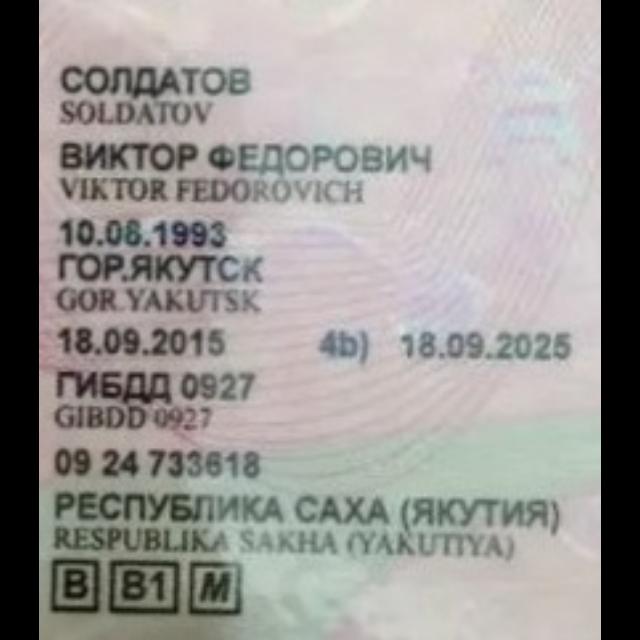 СОЛДАТОВ
SOLDATOV
ВИКТОР ФЕДОРОВИЧ
VIKTOR FEDOROVICH
10.08.1993
ГОР.ЯКУТСК
GOR.YAKUTSK
18.09.2015 4b) 18.09.2025
ГИБДД 0927
GIBDD 0927
09 24 733618
РЕСПУБЛИКА САХА (ЯКУТИЯ)
RESPUBLIKA SAKHA (YAKUTIYA)
B B1 M